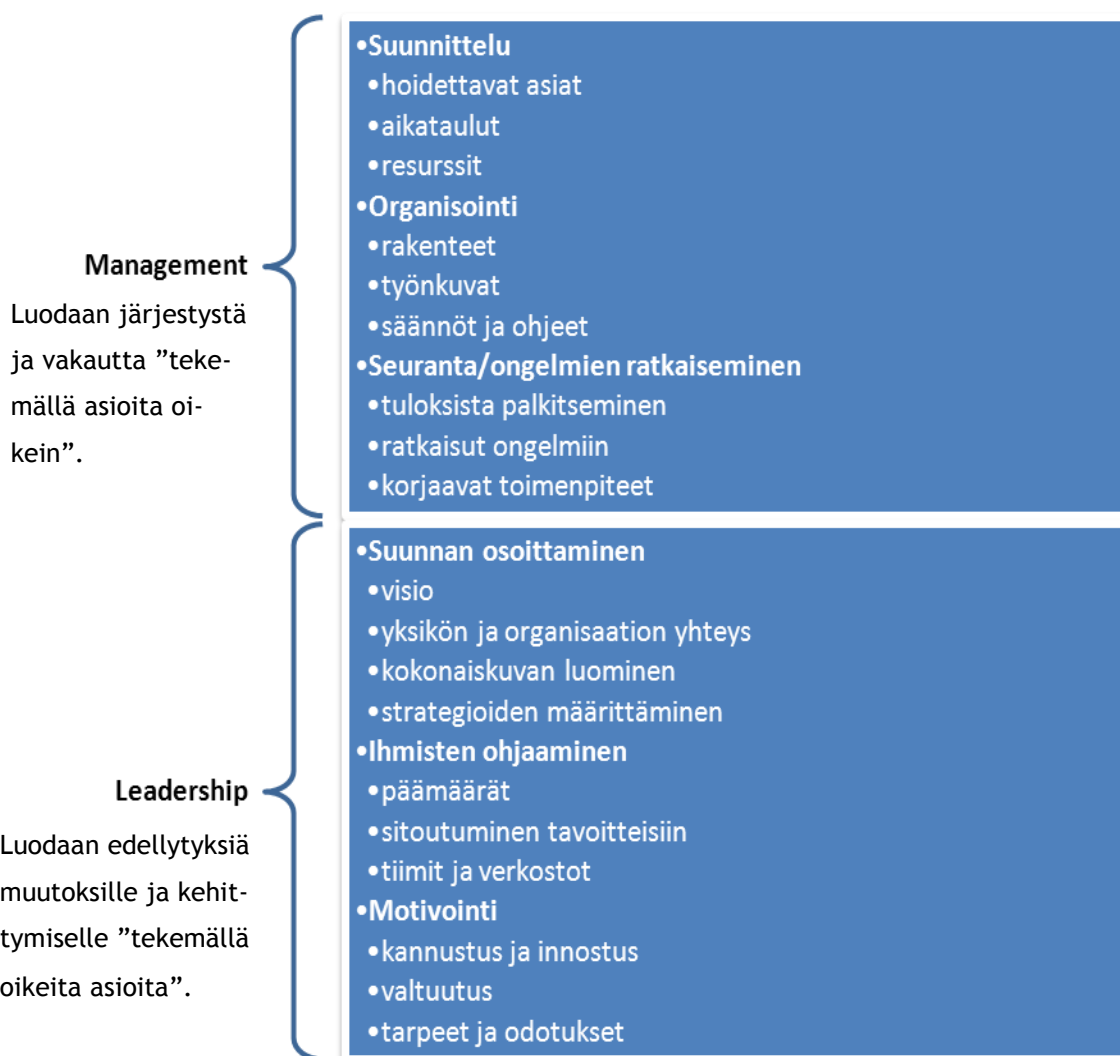 Management
Luodaan järjestystä
ja vakautta ”teke-
mällä asioita oi-
kein”.
•Suunnittelu
•hoidettavat asiat
•aikataulut
•resurssit
•Organisointi
•rakenteet
•työnkuvat
•säännöt ja ohjeet
•Seuranta/ongelmien ratkaiseminen
•tuloksista palkitseminen
•ratkaisut ongelmiin
•korjaavat toimenpiteet
Leadership
Luodaan edellytyksiä
muutoksille ja kehit-
tymiselle ”tekemällä
oikeita asioita”.
•Suunnan osoittaminen
•visio
•yksikön ja organisaation yhteys
•kokonaiskuvan luominen
•strategioiden määrittäminen
•Ihmisten ohjaaminen
•päämäärät
•sitoutuminen tavoitteisiin
•tiimit ja verkostot
•Motivointi
•kannustus ja innostus
•valtuutus
•tarpeet ja odotukset